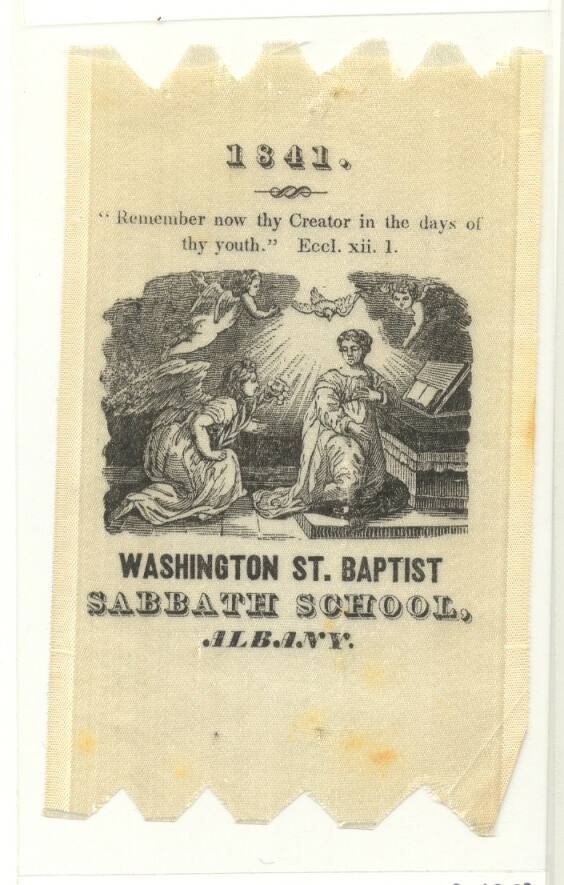 1841.
“ Remember now thy Creator in the days of
thy youth.” Eccl. xii. 1.
WASHINGTON ST. BAPTIST
SABBATH SCHOOL,
ALBANY.